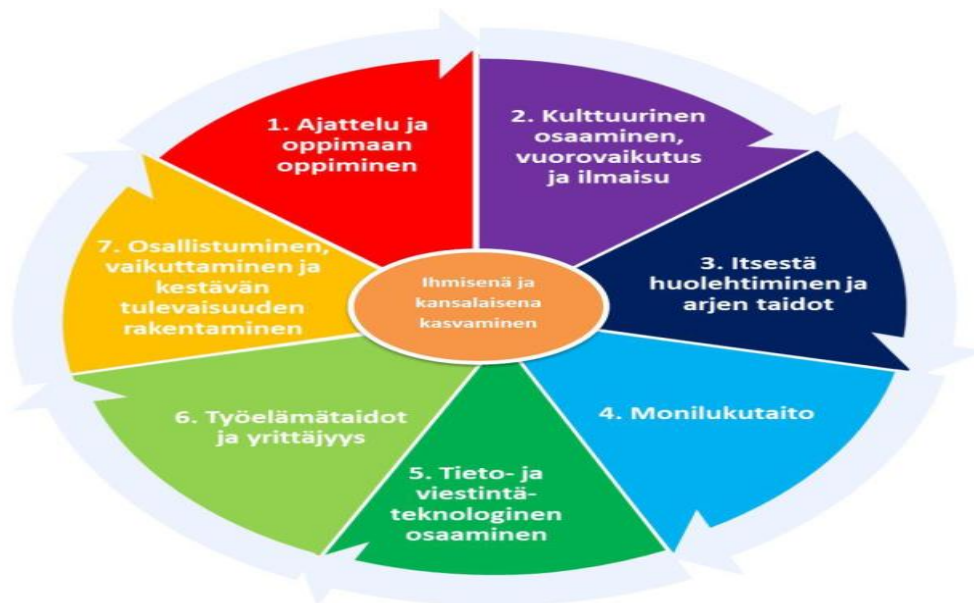 1. Ajattelu ja
oppimaan
oppiminen
2. Kulttuurinen
osaaminen,
vuorovaikutus
ja ilmaisu
3. Itsestä
huolehtiminen ja
arjen taidot
4. Monilukutaito
5. Tieto- ja
viestintä-
teknologinen
osaaminen
6. Työelämätaidot
ja yrittäjyys
7. Osallistuminen,
vaikuttaminen ja
kestävän
tulevaisuuden
rakentaminen
Ihmisenä ja
kansalaisena
kasvaminen